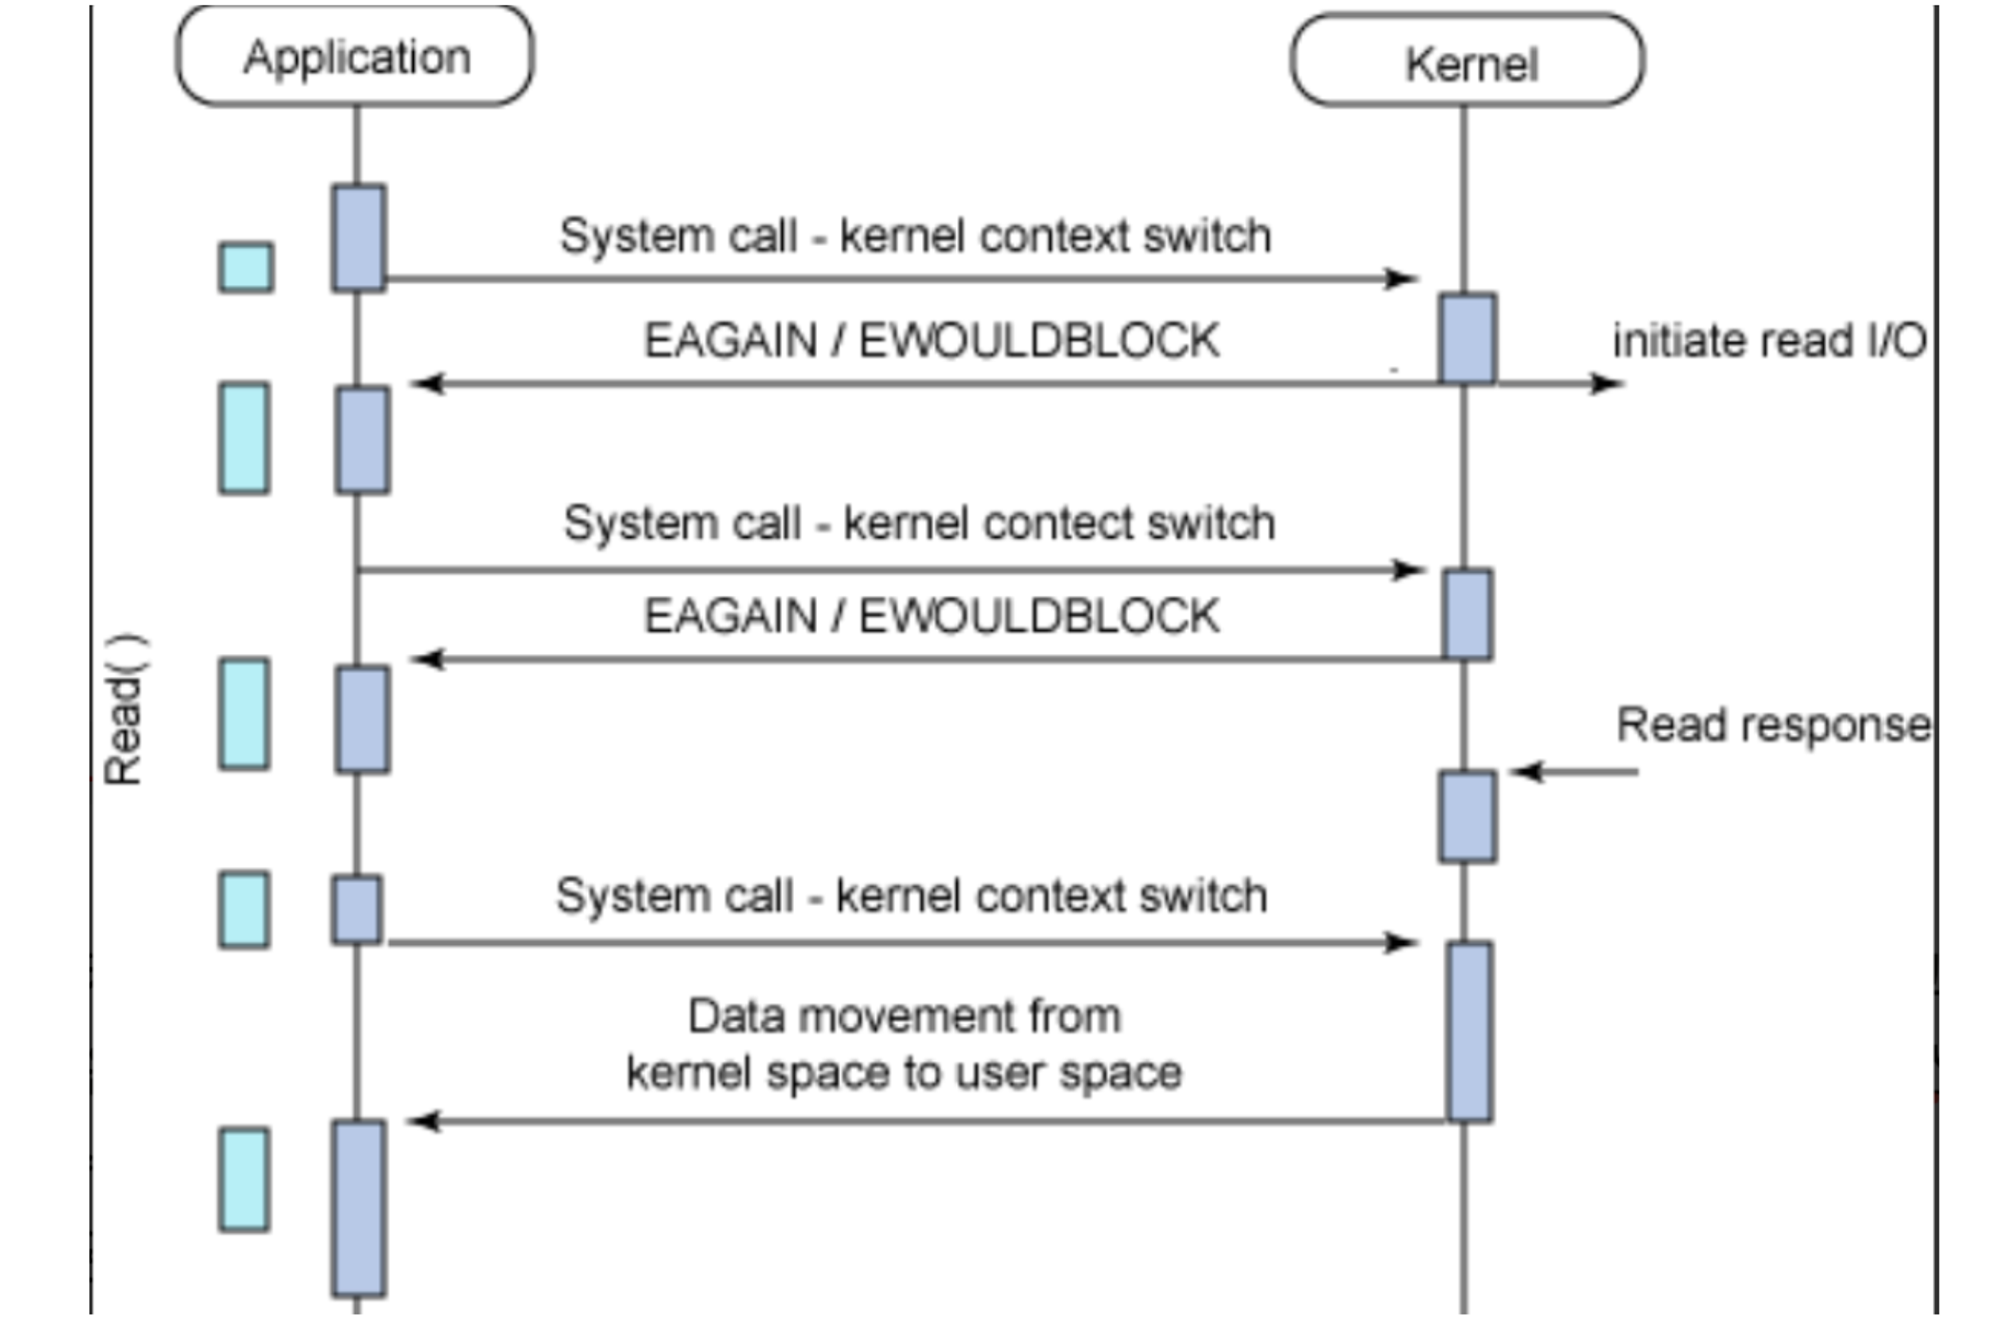 Application
Kernel
System call - kernel context switch
EAGAIN / EWOULDBLOCK
initiate read I/O
System call - kernel contect switch
EAGAIN / EWOULDBLOCK
Read( )
Read response
System call - kernel context switch
Data movement from
kernel space to user space